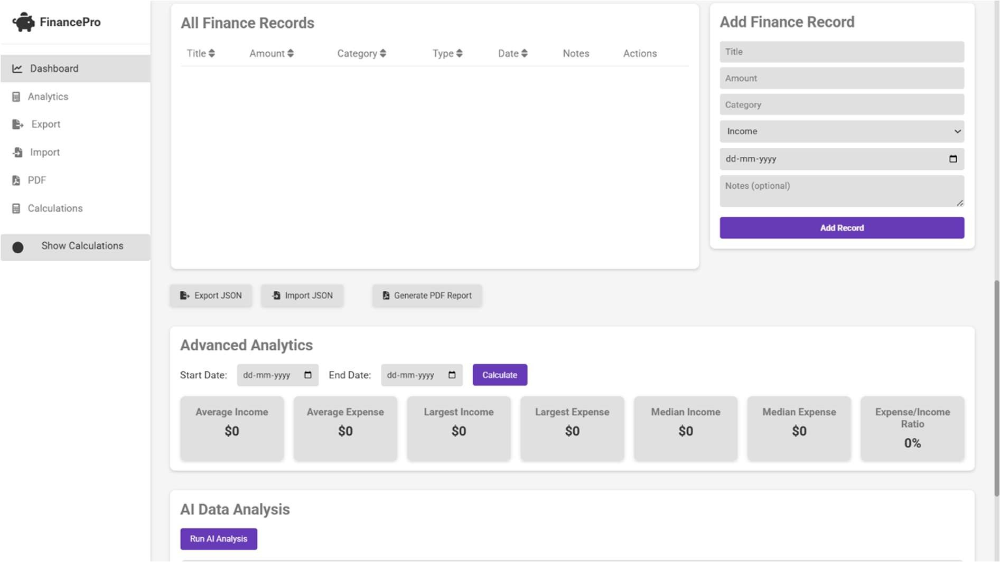 FinancePro
Dashboard
Analytics
Export
Import
PDF
Calculations
Show Calculations
All Finance Records
Title Amount Category Type Date Notes Actions
Add Finance Record
Title
Amount
Category
Income
dd-mm-yyyy
Notes (optional)
Add Record
Export JSON Import JSON Generate PDF Report
Advanced Analytics
Start Date: dd-mm-yyyy End Date: dd-mm-yyyy Calculate
Average Income
$0
Average Expense
$0
Largest Income
$0
Largest Expense
$0
Median Income
$0
Median Expense
$0
Expense/Income
Ratio
0%
AI Data Analysis
Run AI Analysis